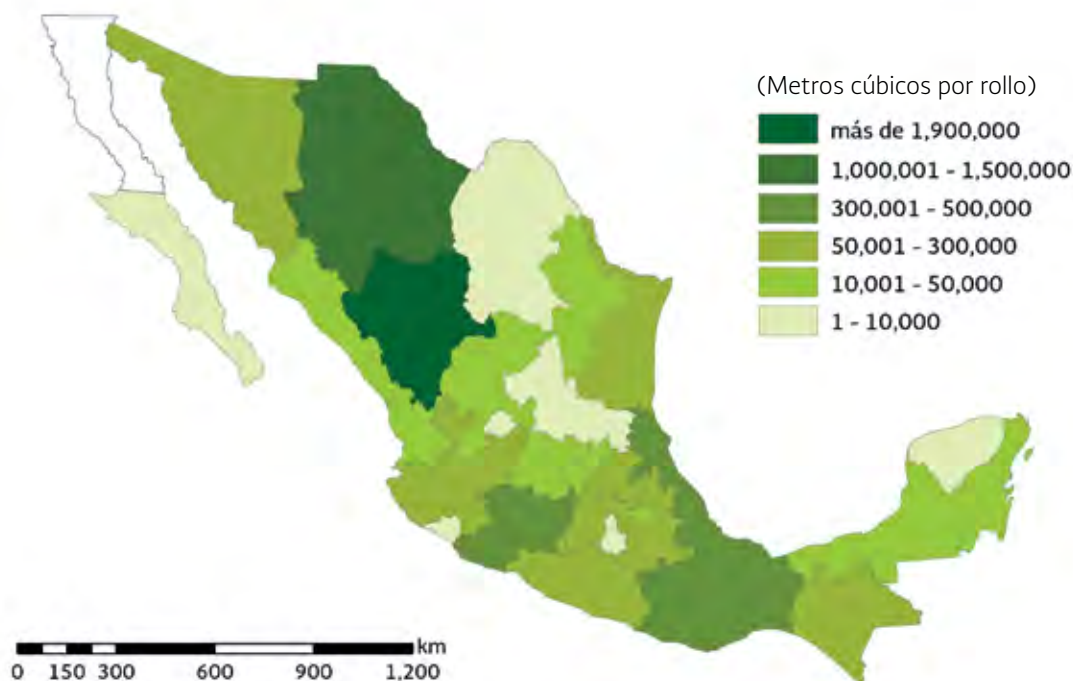 (Metros cúbicos por rollo)
más de 1,900,000
1,000,001 - 1,500,000
300,001 - 500,000
50,001 - 300,000
10,001 - 50,000
1 - 10,000
km
0 150 300 600 900 1,200